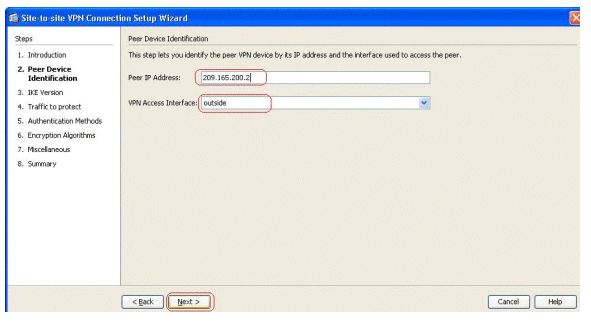 Site-to-site VPN Connection Setup Wizard
Steps
1. Introduction
2. Peer Device
Identification
3. IKE Version
4. Traffic to protect
5. Authentication Methods
6. Encryption Algorithms
7. Miscellaneous
8. Summary
Peer Device Identification
This step lets you identify the peer VPN device by its IP address and the interface used to access the peer.
Peer IP Address: 209.165.200.2
VPN Access Interface: outside
< Back Next > Cancel Help